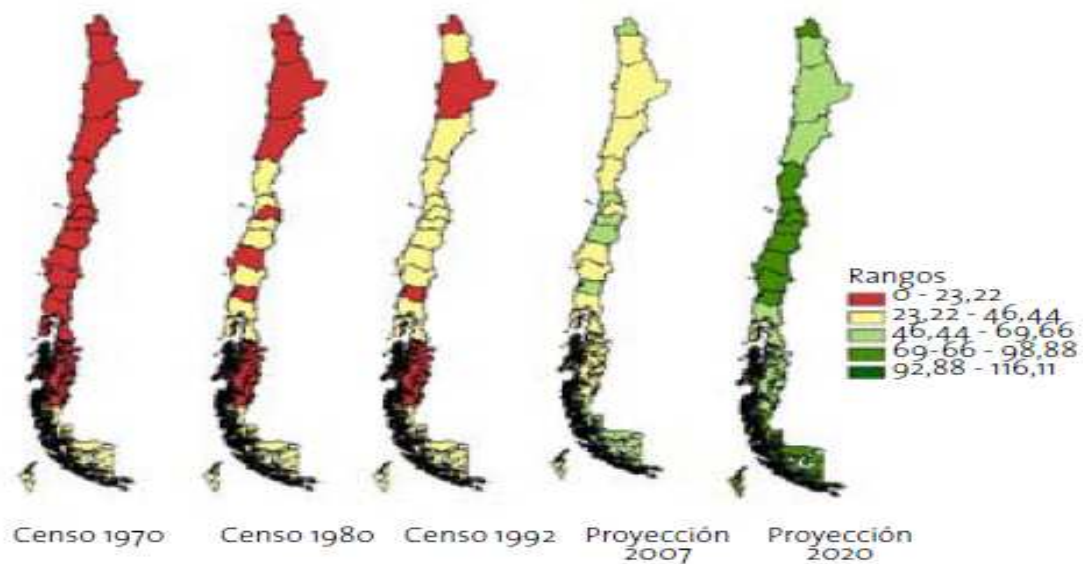 Rangos
0 - 23,22
23,22 - 46,44
46,44 - 69,66
69-66 - 98,88
92,88 - 116,11
Censo 1970
Censo 1980
Censo 1992
Proyección
2007
Proyección
2020